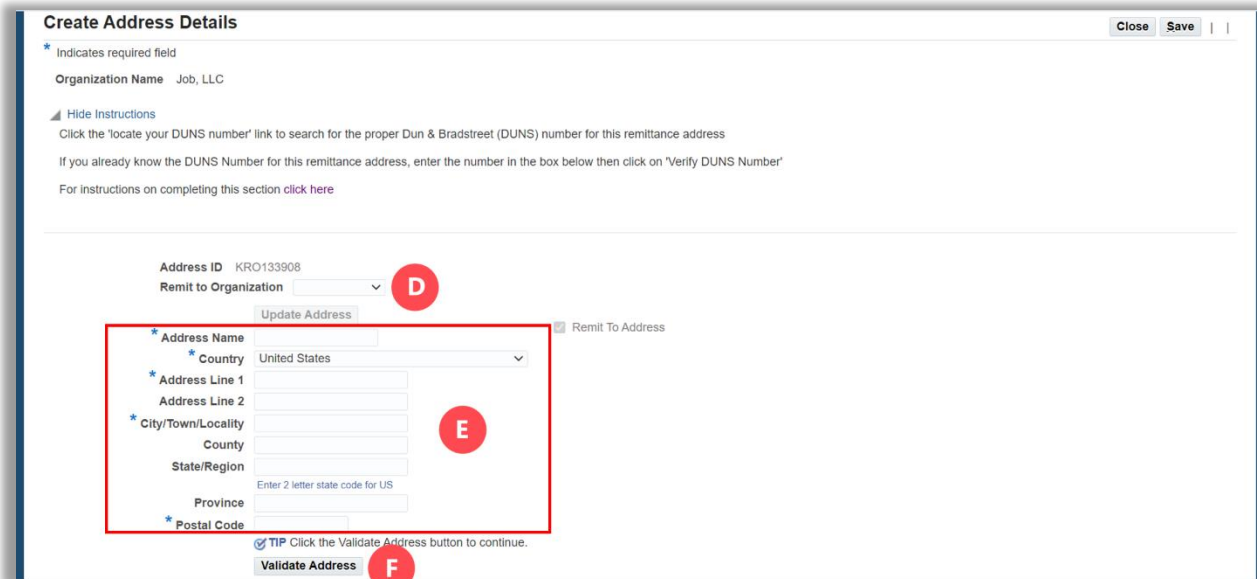 Create Address Details
Close Save | |
* Indicates required field
Organization Name Job, LLC
Hide Instructions
Click the 'locate your DUNS number' link to search for the proper Dun & Bradstreet (DUNS) number for this remittance address
If you already know the DUNS Number for this remittance address, enter the number in the box below then click on 'Verify DUNS Number'
For instructions on completing this section click here
Address ID KRO133908
Remit to Organization D
Update Address
Remit To Address
* Address Name
* Country United States
* Address Line 1
Address Line 2
* City/Town/Locality E
County
State/Region
Enter 2 letter state code for US
Province
* Postal Code
TIP Click the Validate Address button to continue.
Validate Address F